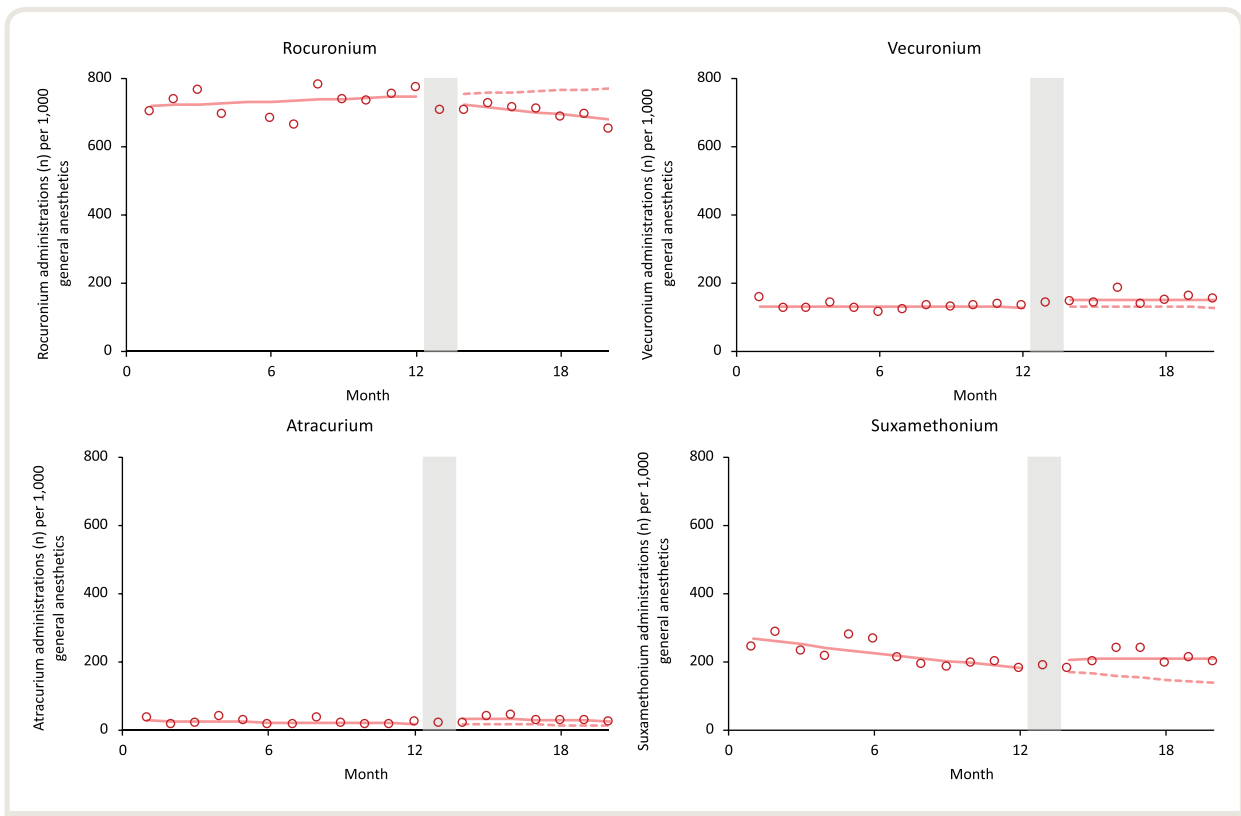 Rocuronium
Rocuronium administrations (n) per 1,000
general anesthetics
800
600
400
200
0
0
6
12
18
Month
Vecuronium
Vecuronium administrations (n) per 1,000
general anesthetics
800
600
400
200
0
0
6
12
18
Month
Atracurium
Atracurium administrations (n) per 1,000
general anesthetics
800
600
400
200
0
0
6
12
18
Month
Suxamethonium
Suxamethonium administrations (n) per 1,000
general anesthetics
800
600
400
200
0
0
6
12
18
Month